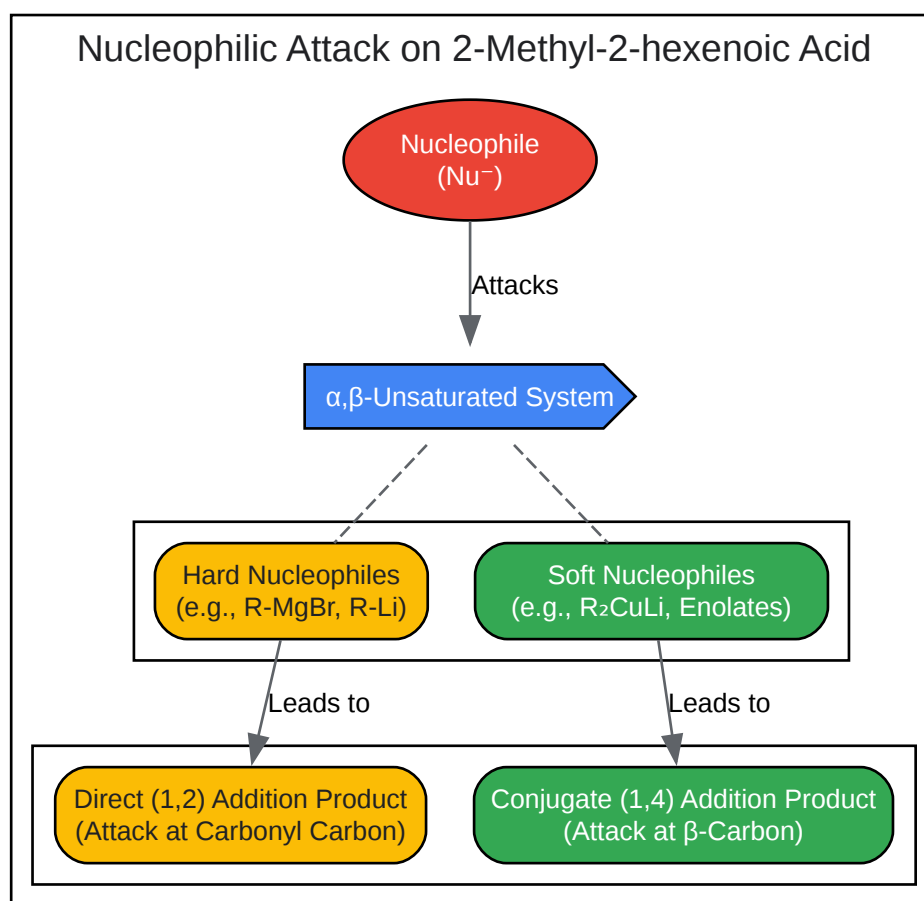 Nucleophilic Attack on 2-Methyl-2-hexenoic Acid
Nucleophile
(Nu⁻)
Attacks
α,β-Unsaturated System
Hard Nucleophiles
(e.g., R-MgBr, R-Li)
Soft Nucleophiles
(e.g., R₂CuLi, Enolates)
Leads to
Leads to
Direct (1,2) Addition Product
(Attack at Carbonyl Carbon)
Conjugate (1,4) Addition Product
(Attack at β-Carbon)